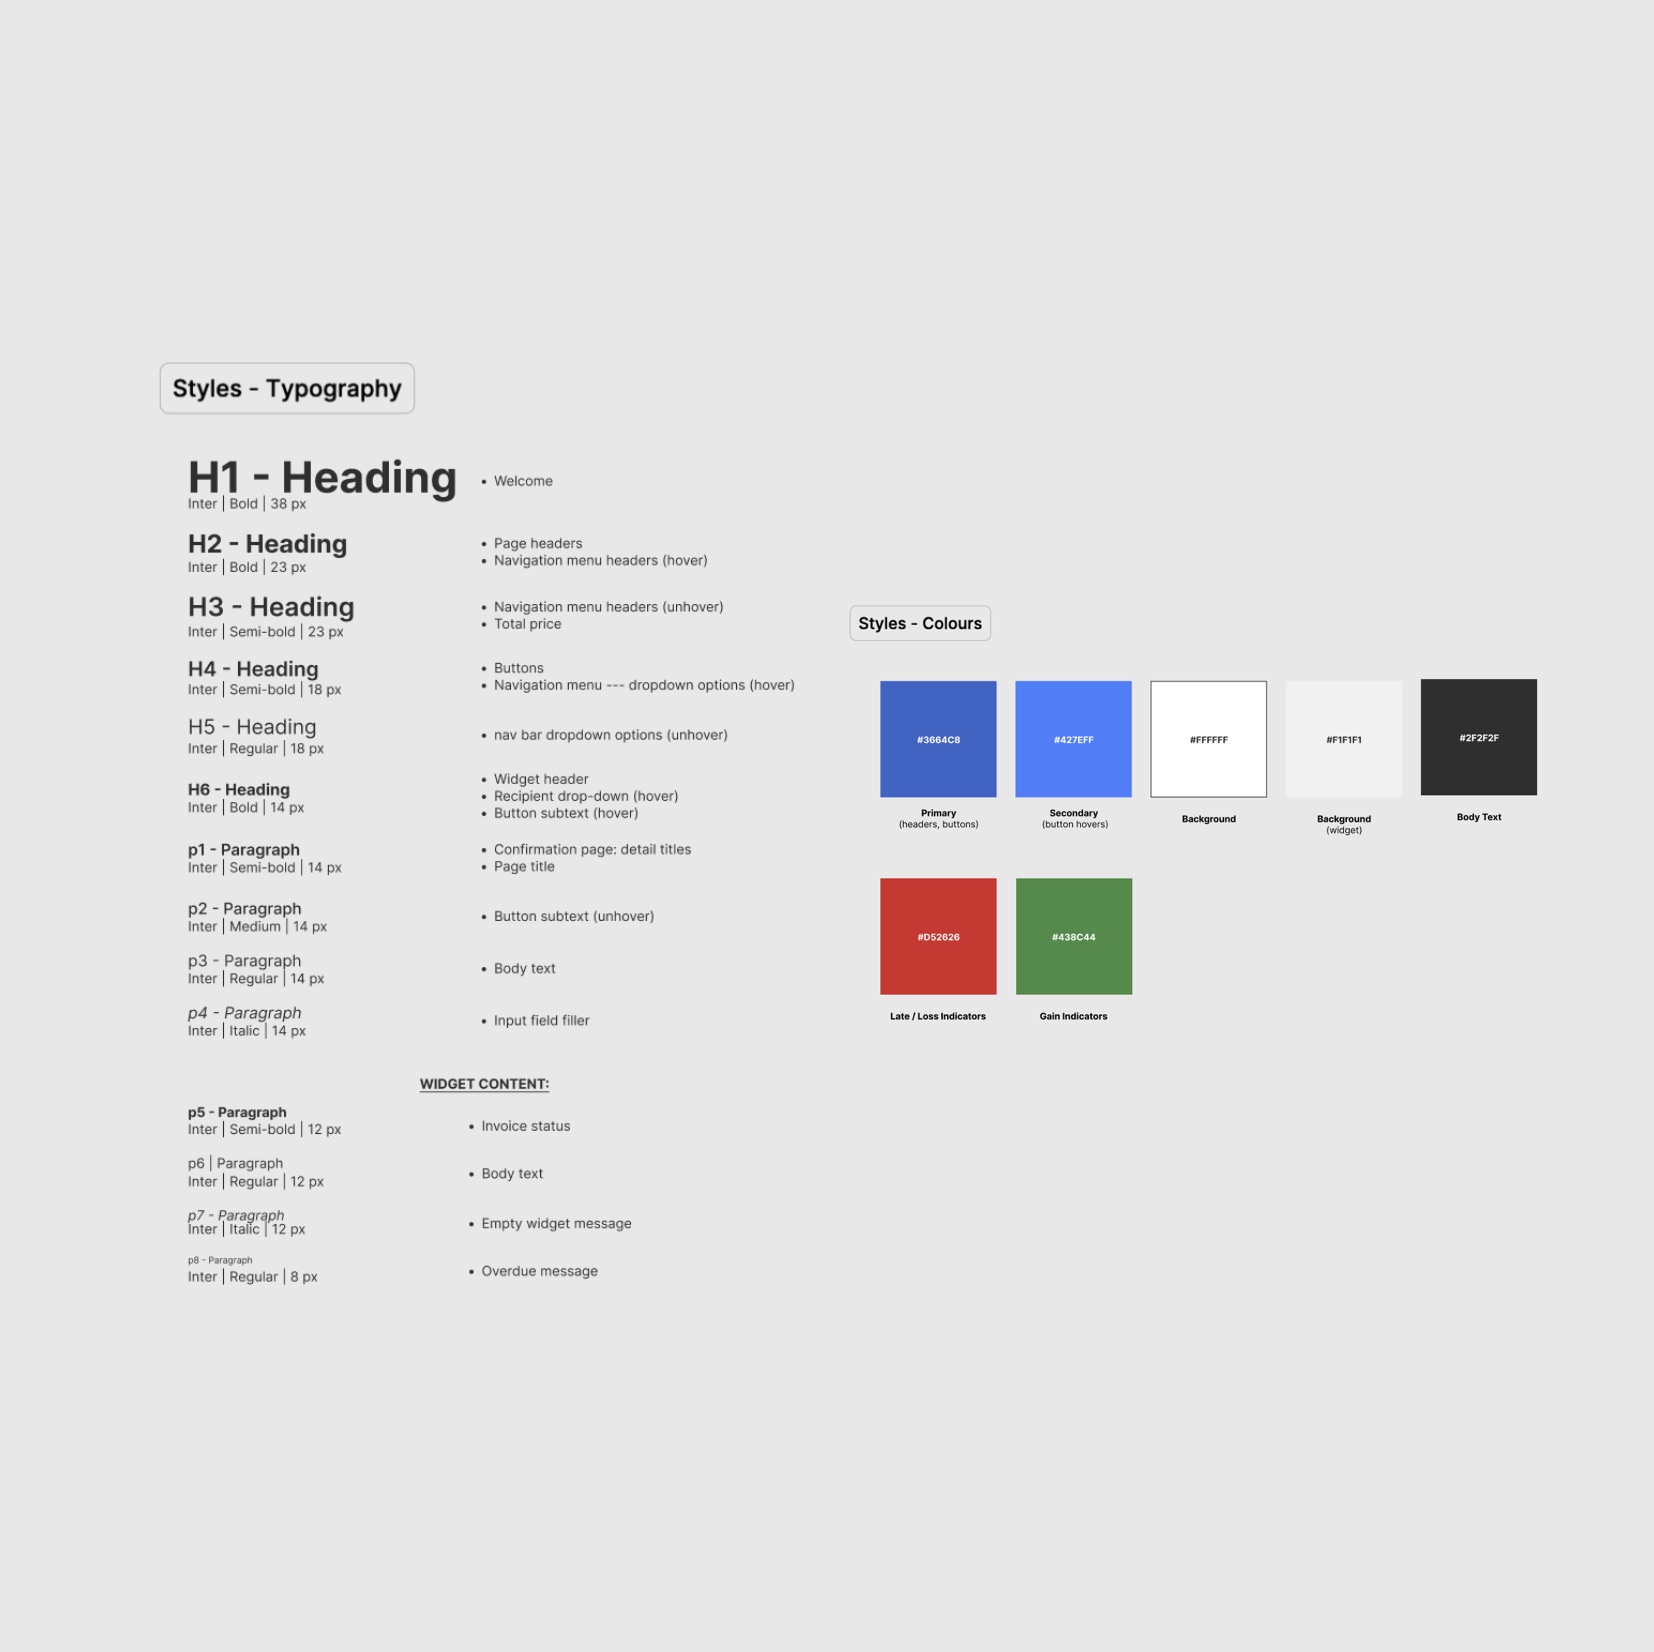 Styles - Typography
H1 - Heading
Inter | Bold | 38 px
• Welcome
H2 - Heading
Inter | Bold | 23 px
• Page headers
• Navigation menu headers (hover)
H3 - Heading
Inter | Semi-bold | 23 px
• Navigation menu headers (unhover)
• Total price
H4 - Heading
Inter | Semi-bold | 18 px
• Buttons
• Navigation menu --- dropdown options (hover)
H5 - Heading
Inter | Regular | 18 px
• nav bar dropdown options (unhover)
H6 - Heading
Inter | Bold | 14 px
• Widget header
• Recipient drop-down (hover)
• Button subtext (hover)
p1 - Paragraph
Inter | Semi-bold | 14 px
• Confirmation page: detail titles
• Page title
p2 - Paragraph
Inter | Medium | 14 px
• Button subtext (unhover)
p3 - Paragraph
Inter | Regular | 14 px
• Body text
p4 - Paragraph
Inter | Italic | 14 px
• Input field filler
WIDGET CONTENT:
p5 - Paragraph
Inter | Semi-bold | 12 px
• Invoice status
p6 | Paragraph
Inter | Regular | 12 px
• Body text
p7 - Paragraph
Inter | Italic | 12 px
• Empty widget message
p8 - Paragraph
Inter | Regular | 8 px
• Overdue message
Styles - Colours
#3664C8
Primary
(headers, buttons)
#427EFF
Secondary
(button hovers)
#FFFFFF
Background
#F1F1F1
Background
(widget)
#2F2F2F
Body Text
#D52626
Late / Loss Indicators
#438C44
Gain Indicators